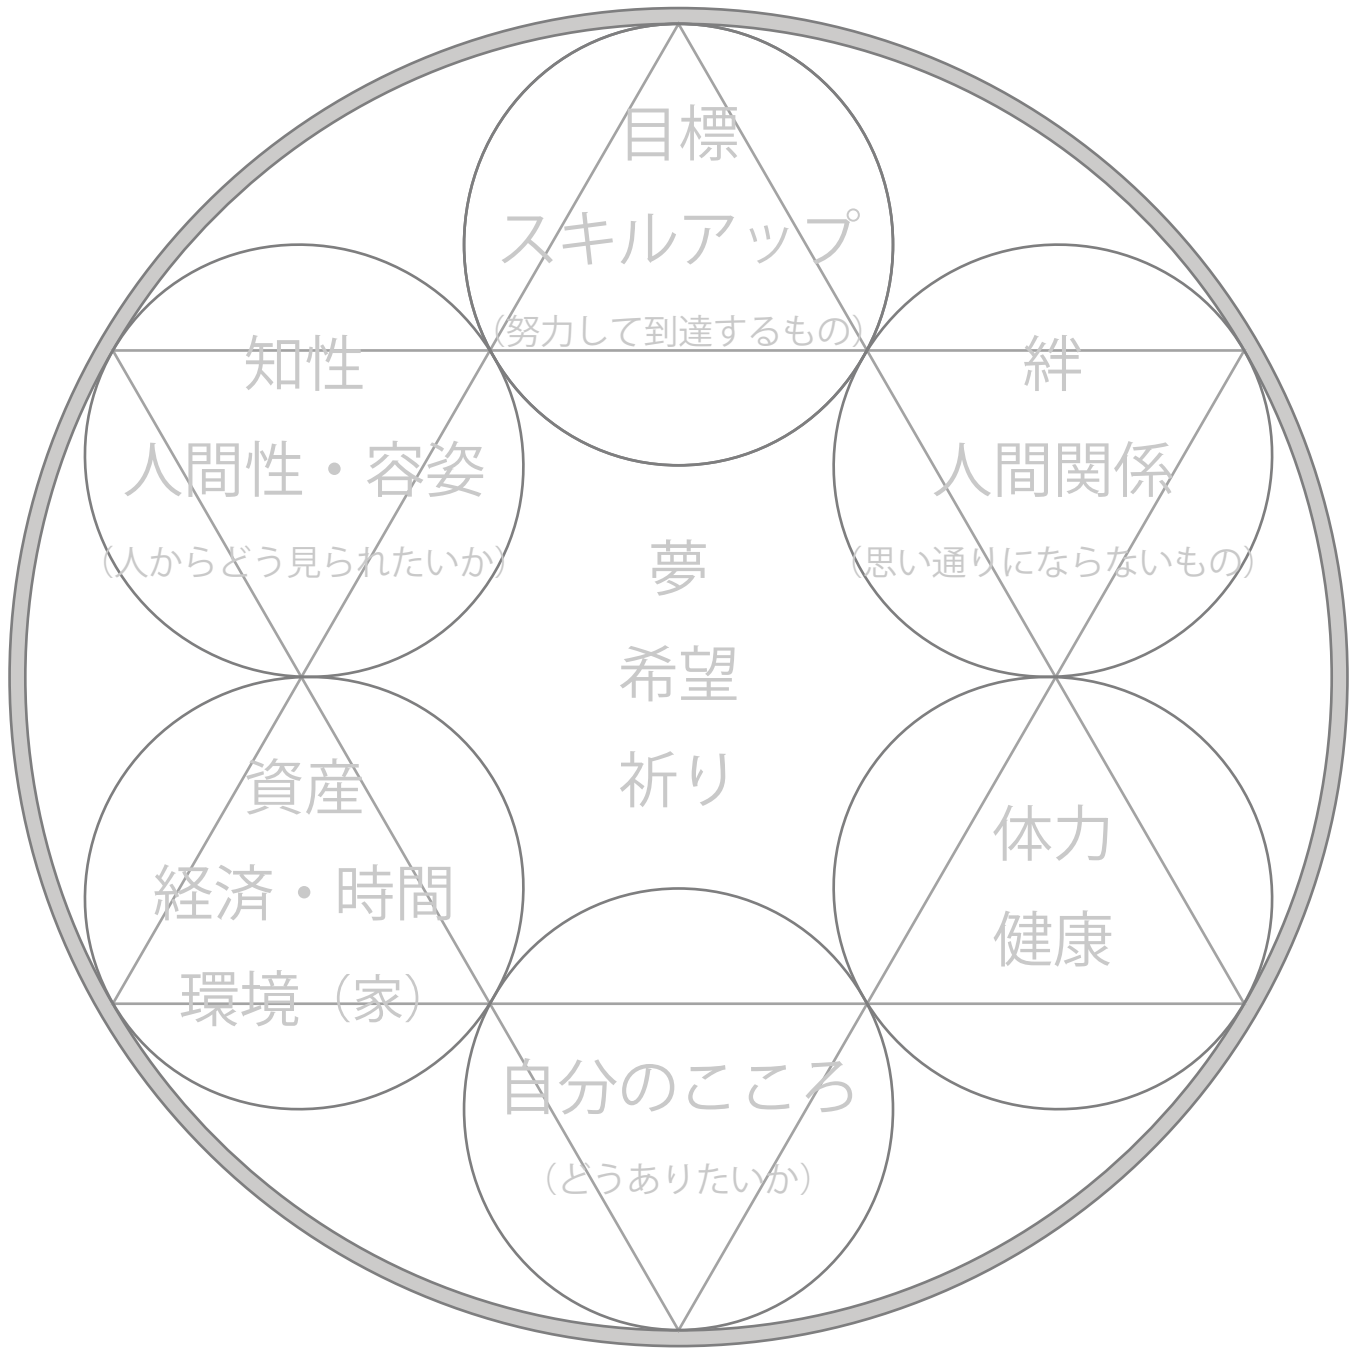 目標
スキルアップ
（努力して到達するもの）
知性
人間性・容姿
（人からどう見られたいか）
絆
人間関係
（思い通りにならないもの）
夢
希望
祈り
資産
経済・時間
環境（家）
体力
健康
自分のこころ
（どうありたいか）